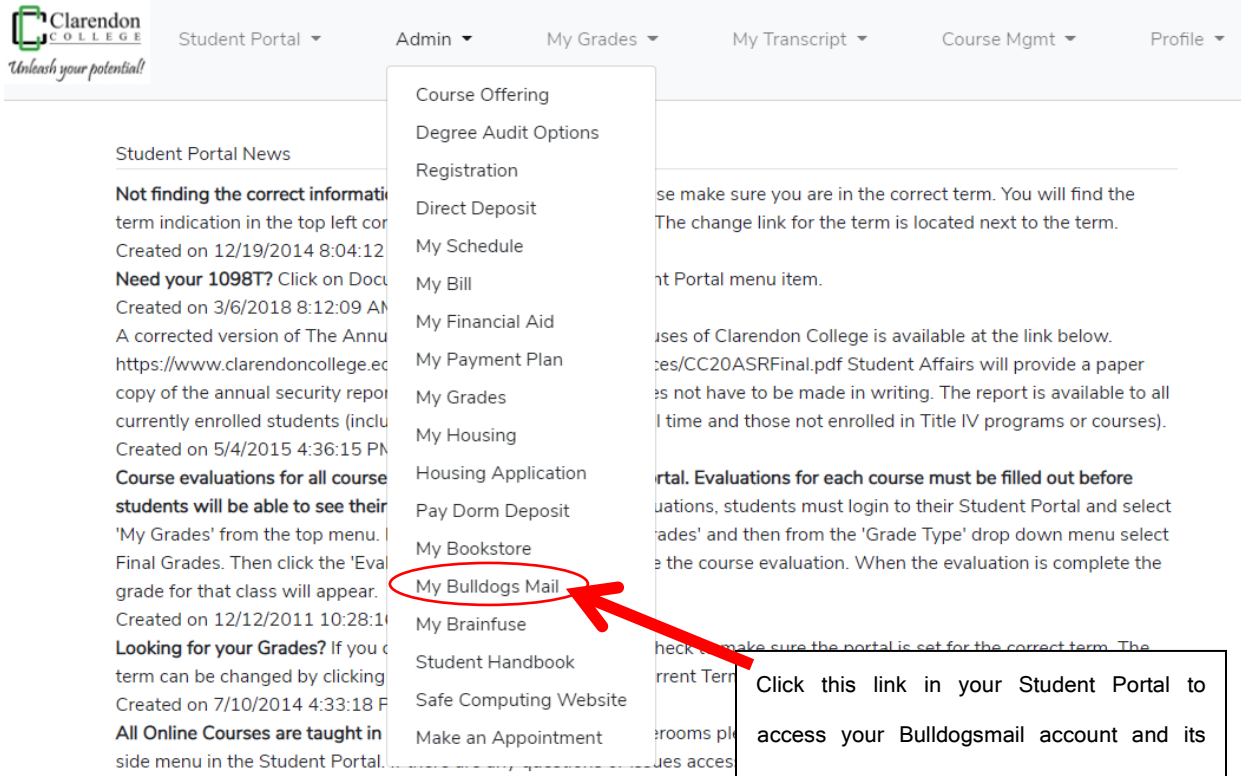 Clarendon
COLLEGE
Unleash your potential!
Student Portal Admin My Grades My Transcript Course Mgmt Profile
Course Offering
Degree Audit Options
Registration
Direct Deposit
My Schedule
My Bill
My Financial Aid
My Payment Plan
My Grades
My Housing
Housing Application
Pay Dorm Deposit
My Bookstore
My Bulldogs Mail
My Brainfuse
Student Handbook
Safe Computing Website
Make an Appointment
Student Portal News
Not finding the correct se make sure you are in the correct term. You will find the
term indication in the top left The change link for the term is located next to the term.
Created on 12/19/2014 8:04:12
Need your 1098T? Click on Portal menu item.
Created on 3/6/2018 8:12:09
A corrected version of The uses of Clarendon College is available at the link below.
https://www.clarendoncollege.ed ces/CC20ASRFinal.pdf Student Affairs will provide a paper
copy of the annual security es not have to be made in writing. The report is available to all
currently enrolled students l time and those not enrolled in Title IV programs or courses).
Created on 5/4/2015 4:36:15
Course evaluations for all rtal. Evaluations for each course must be filled out before
students will be able to see their uations, students must login to their Student Portal and select
'My Grades' from the top menu. rades' and then from the 'Grade Type' drop down menu select
Final Grades. Then click the e the course evaluation. When the evaluation is complete the
grade for that class will appear.
Created on 12/12/2011
Looking for your Grades? If you make sure the portal is set for the correct term. The
term can be changed by clicking rrent
Created on 7/10/2014 4:33:18
All Online Courses are taught in erooms
side menu in the Student Portal.
Click this link in your Student Portal to
access your Bulldogsmail account and its